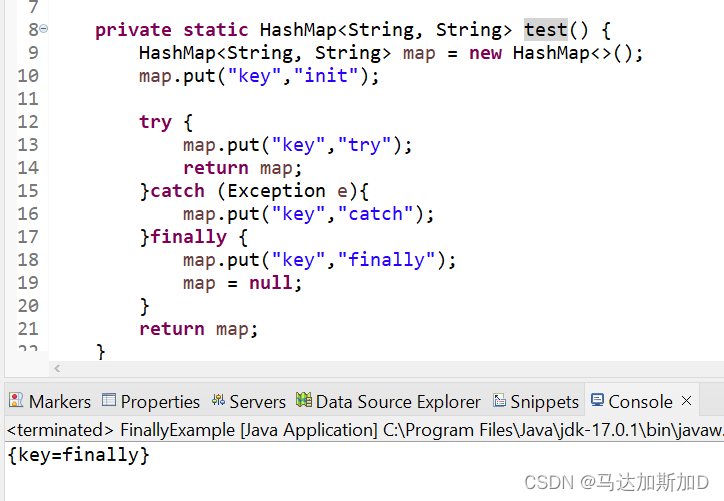 7
8 private static HashMap<String, String> test() {
9 HashMap<String, String> map = new HashMap<>();
10 map.put("key","init");
11
12 try {
13 map.put("key","try");
14 return map;
15 }catch (Exception e){
16 map.put("key","catch");
17 }finally {
18 map.put("key","finally");
19 map = null;
20 }
21 return map;
22 }
Markers Properties Servers Data Source Explorer Snippets Console
<terminated> FinallyExample [Java Application] C:\Program Files\Java\jdk-17.0.1\bin\javaw.
{key=finally}
CSDN @马达加斯加D